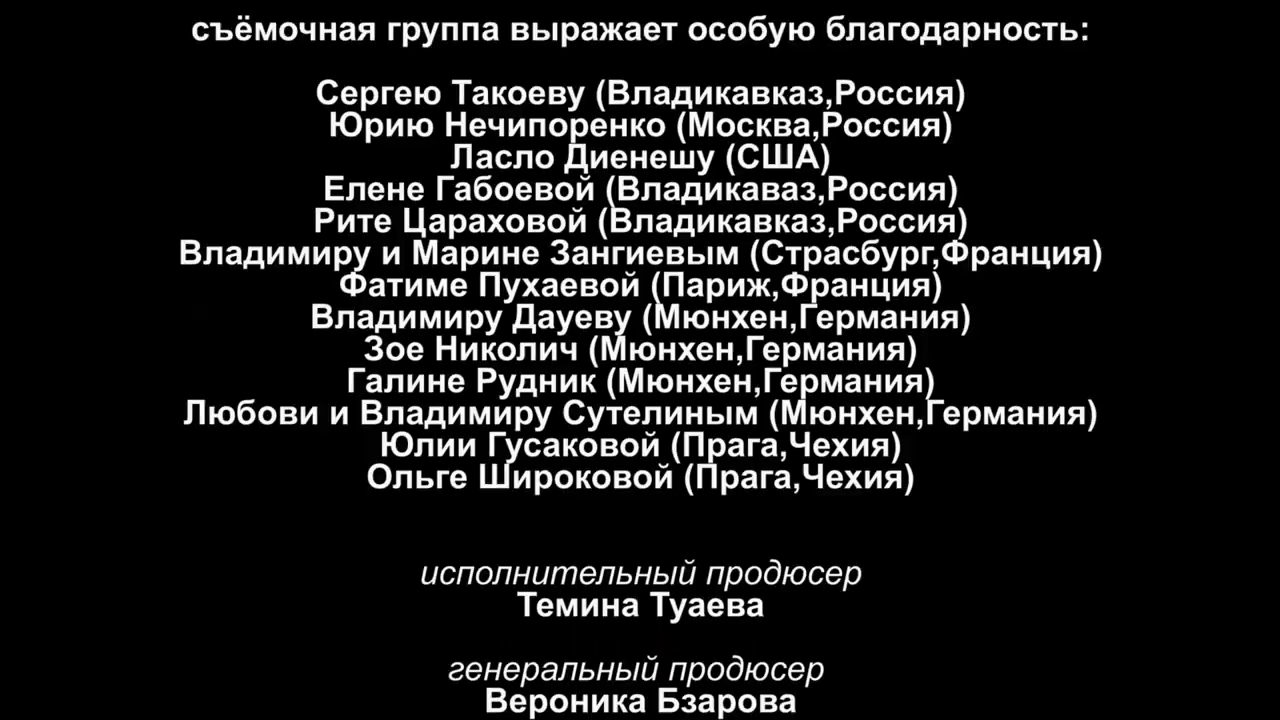 съёмочная группа выражает особую благодарность:
Сергею Такоеву (Владикавказ,Россия)
Юрию Нечипоренко (Москва,Россия)
Ласло Диенешу (США)
Елене Габоевой (Владикаваз,Россия)
Рите Цараховой (Владикавказ,Россия)
Владимиру и Марине Зангиевым (Страсбург,Франция)
Фатиме Пухаевой (Париж,Франция)
Владимиру Дауеву (Мюнхен,Германия)
Зое Николич (Мюнхен,Германия)
Галине Рудник (Мюнхен,Германия)
Любови и Владимиру Сутелиным (Мюнхен,Германия)
Юлии Гусаковой (Прага,Чехия)
Ольге Широковой (Прага,Чехия)
исполнительный продюсер
Темина Туаева
генеральный продюсер
Вероника Бзарова